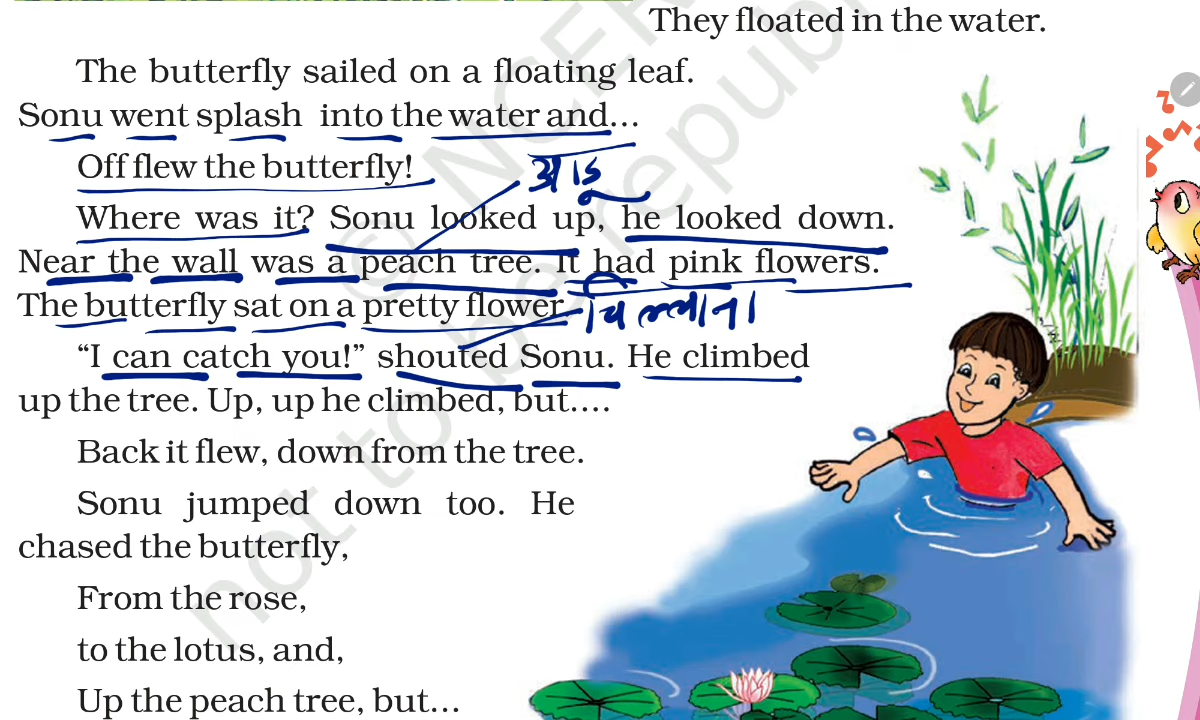 They floated in the water.
The butterfly sailed on a floating leaf.
Sonu went splash into the water and...
Off flew the butterfly!
आड़ू
Where was it? Sonu looked up, he looked down.
Near the wall was a peach tree. It had pink flowers.
The butterfly sat on a pretty flower.
चिल्लाना
“I can catch you!” shouted Sonu. He climbed
up the tree. Up, up he climbed, but....
Back it flew, down from the tree.
Sonu jumped down too. He
chased the butterfly,
From the rose,
to the lotus, and,
Up the peach tree, but...
not to be republ